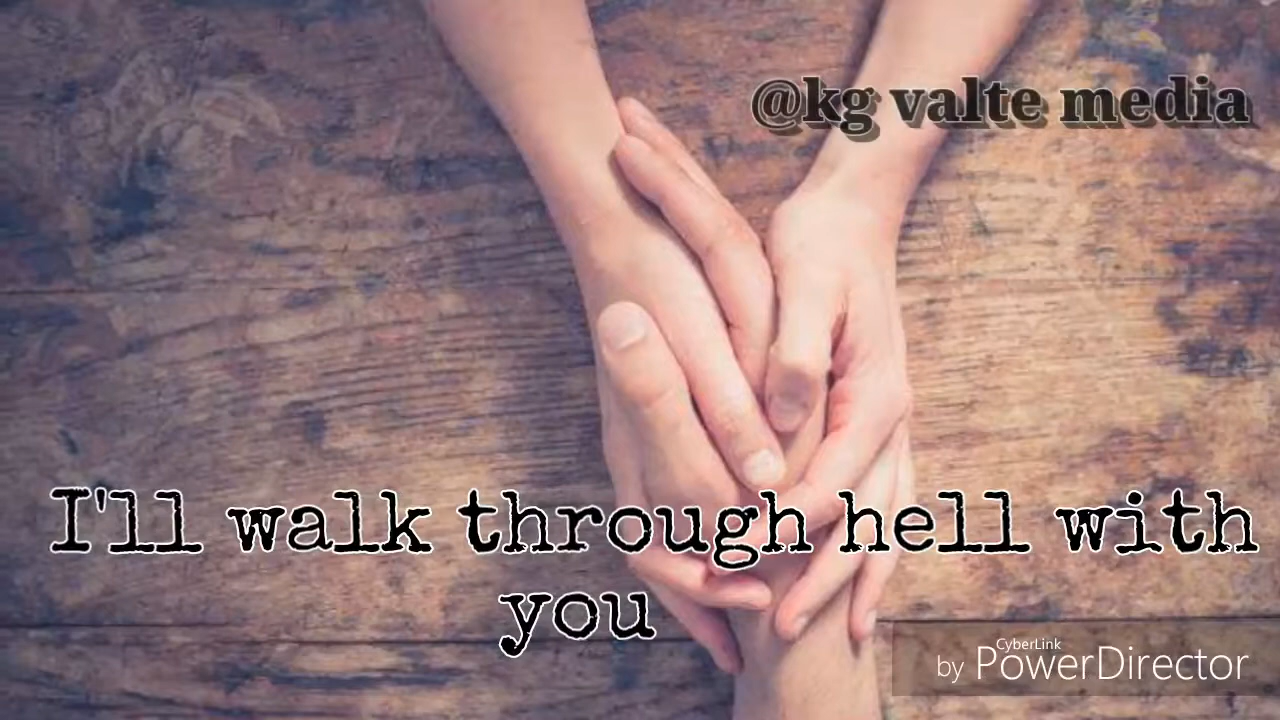 @kg valte media
I'll walk through hell with
you
CyberLink
by PowerDirector